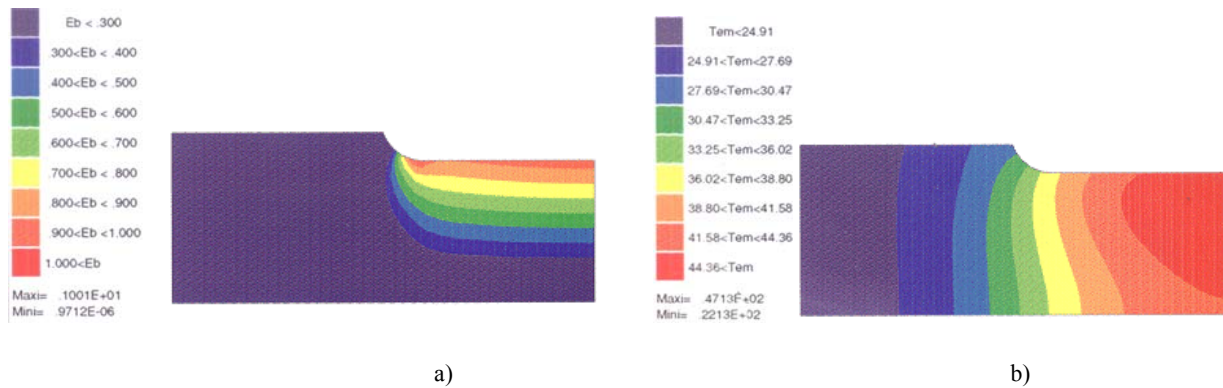 Eb < .300
.300<Eb < .400
.400<Eb < .500
500<Eb < .600
600<Eb < .700
.700<Eb < .800
800<Eb < .900
900<Eb <1.000
1.000<Eb
Maxi= .1001E+01
Mini= .9712E-06
a)
Tem<24.91
24.91<Tem<27.69
27.69<Tem<30.47
30.47<Tem<33.25
33.25<Tem<36.02
36.02<Tem<38.80
38.80<Tem<41.58
41.58<Tem<44.36
44.36<Tem
Maxi= .4713E+02
Mini= .2213E+02
b)